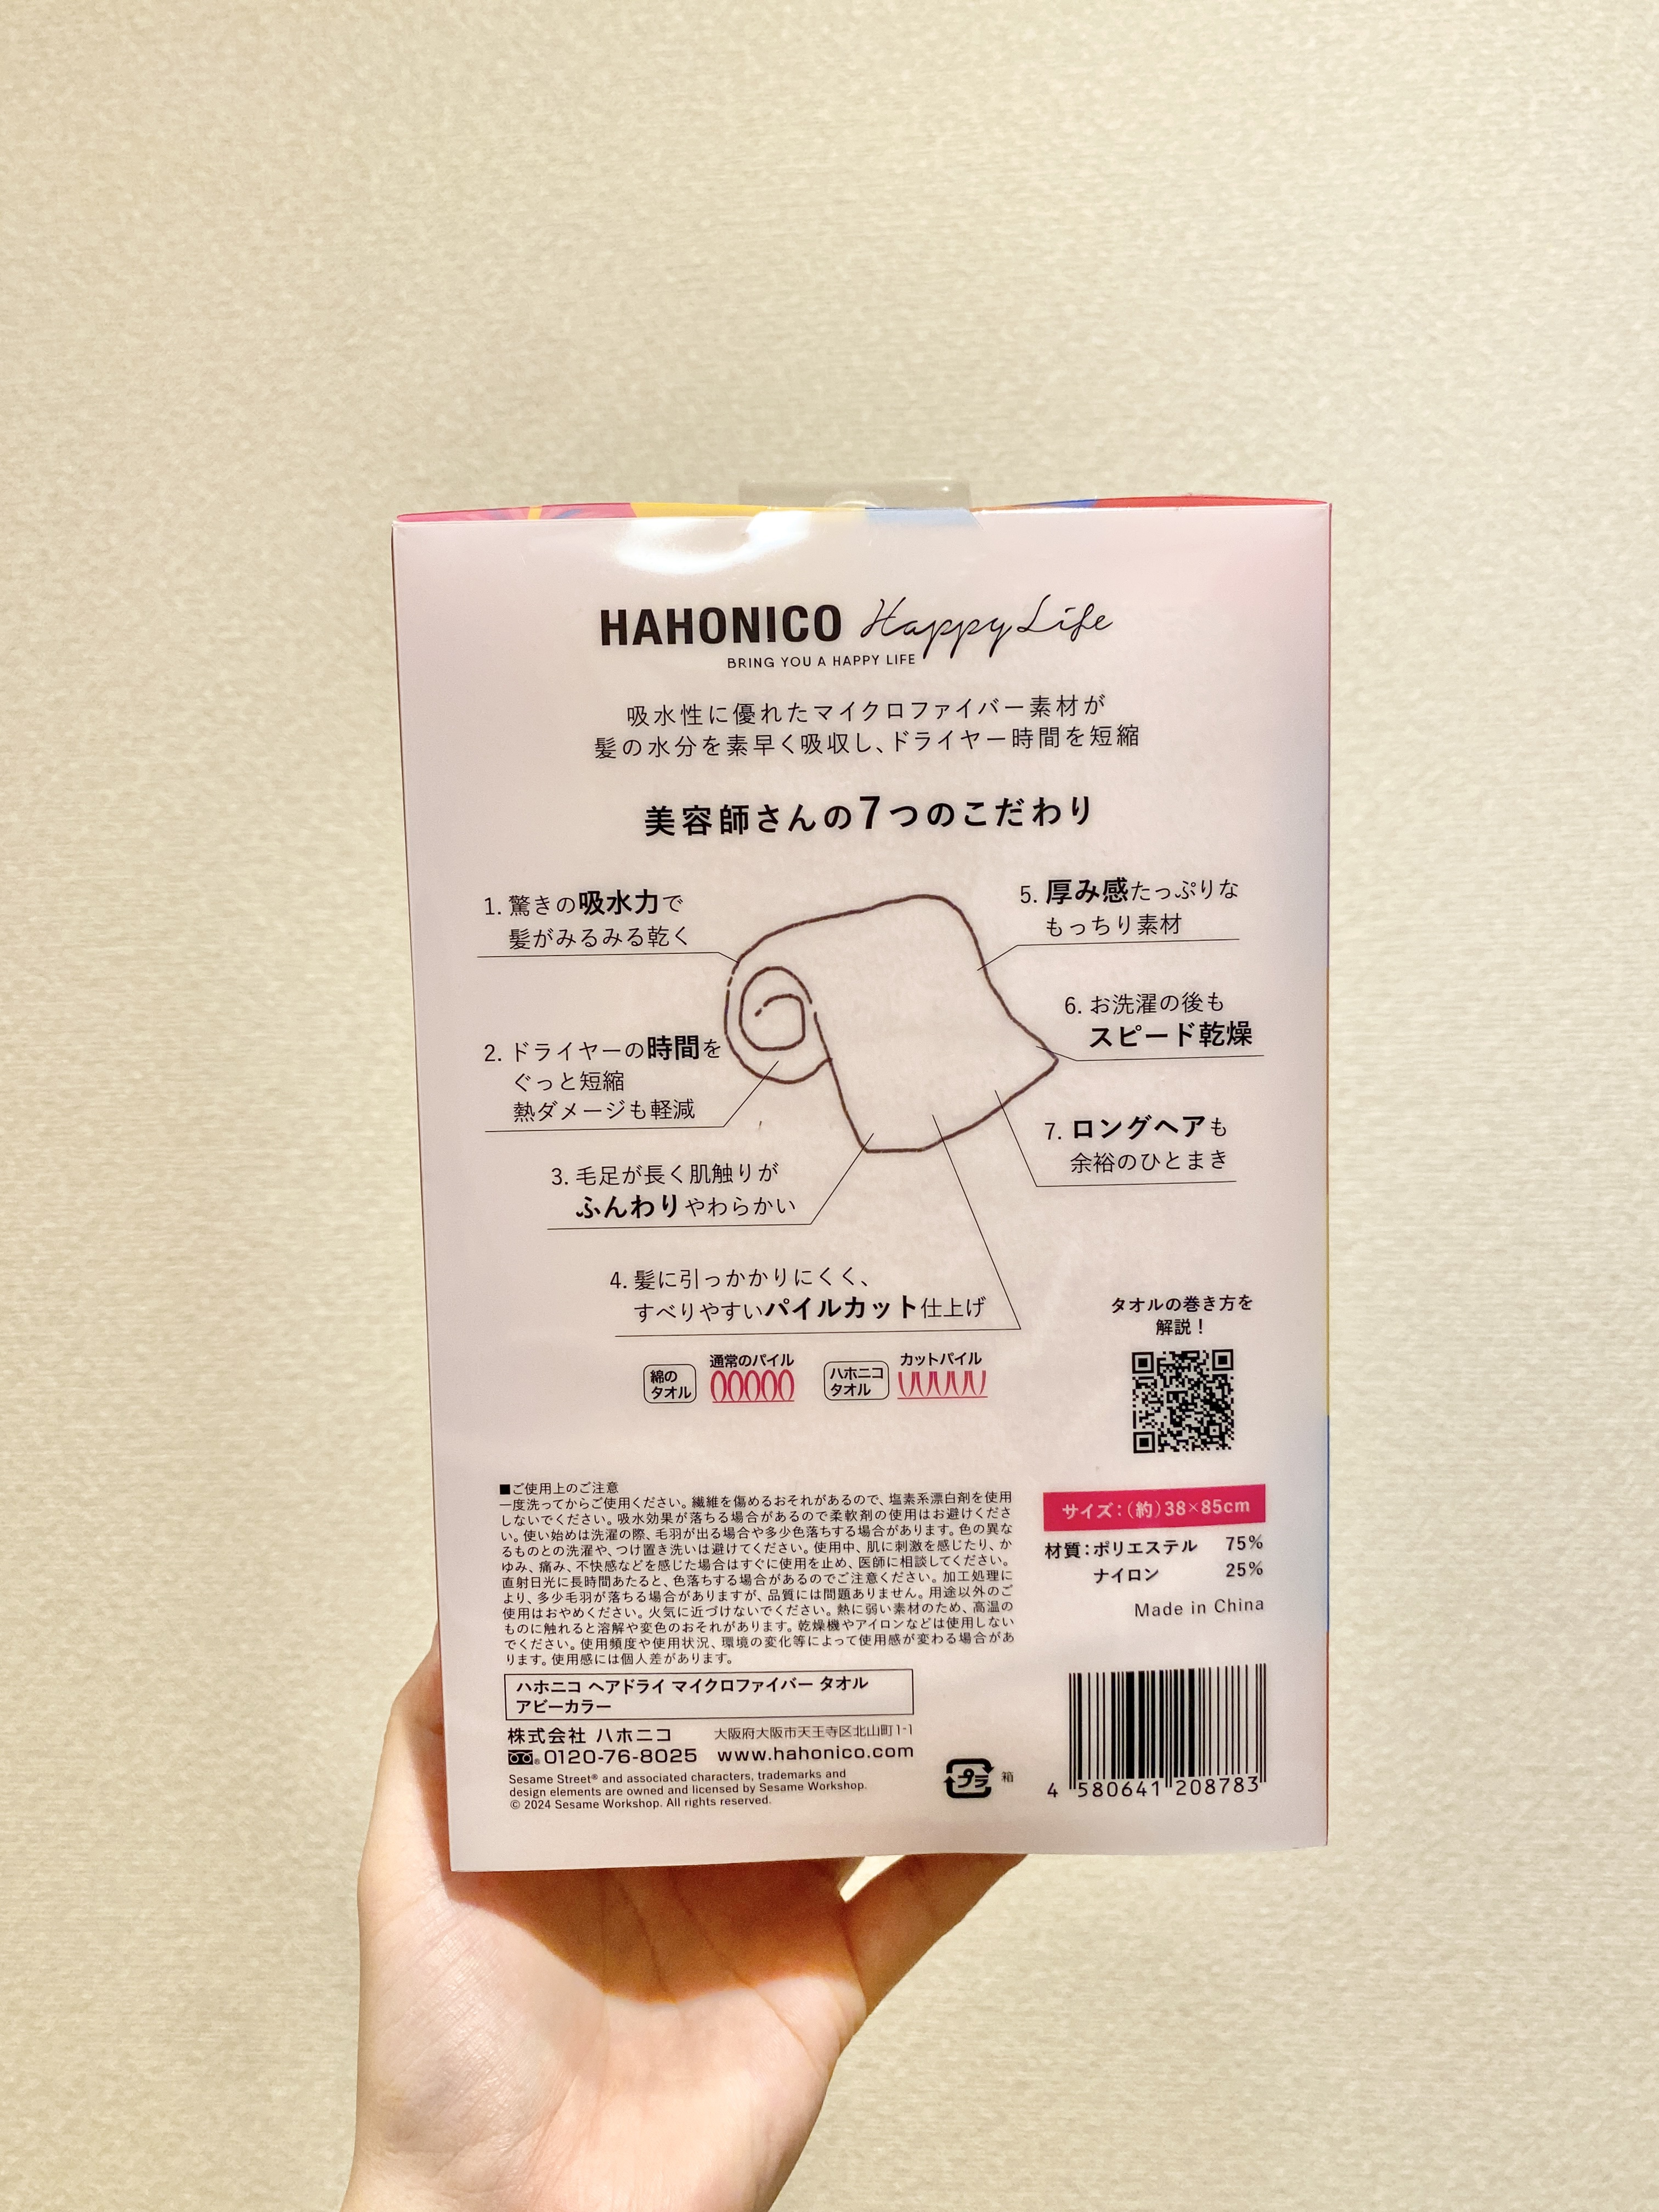 HAHONICO Happy Life
BRING YOU A HAPPY LIFE
吸水性に優れたマイクロファイバー素材が
髪の水分を素早く吸収し、ドライヤー時間を短縮
美容師さんの7つのこだわり
1. 驚きの吸水力で
髪がみるみる乾く
2. ドライヤーの時間を
ぐっと短縮
熱ダメージも軽減
3. 毛足が長く肌触りが
ふんわりやわらかい
4. 髪に引っかかりにくく、
すべりやすいパイルカット仕上げ
綿の
タオル
通常のパイル
ハホニコ
タオル
カットパイル
5. 厚み感たっぷりな
もっちり素材
6. お洗濯の後も
スピード乾燥
7. ロングヘアも
余裕のひとまき
タオルの巻き方を
解説！
■ご使用上のご注意
一度洗ってからご使用ください。繊維を傷めるおそれがあるので、塩素系漂白剤を使用
しないでください。吸水効果が落ちる場合があるので柔軟剤の使用はお避けくださ
い。使い始めは洗濯の際、毛羽が出る場合や多少色落ちする場合があります。色の異な
るものとの洗濯や、つけ置き洗いは避けてください。使用中、肌に刺激を感じたり、か
ゆみ、痛み、不快感などを感じた場合はすぐに使用を止め、医師に相談してください。
直射日光に長時間あたると、色落ちする場合があるのでご注意ください。加工処理に
より、多少毛羽が落ちる場合がありますが、品質には問題ありません。用途以外のご
使用はおやめください。火気に近づけないでください。熱に弱い素材のため、高温の
ものに触れると溶解や変色のおそれがあります。乾燥機やアイロンなどは使用しない
でください。使用頻度や使用状況、環境の変化等によって使用感が変わる場合があ
ります。使用感には個人差があります。
サイズ：(約)38×85cm
材質：ポリエステル 75%
ナイロン 25%
Made in China
ハホニコ ヘアドライ マイクロファイバー タオル
アビーカラー
株式会社 ハホニコ 大阪府大阪市天王寺区北山町1-1
0120-76-8025 www.hahonico.com
Sesame Street® and associated characters, trademarks and
design elements are owned and licensed by Sesame Workshop.
© 2024 Sesame Workshop. All rights reserved.
プラ 箱
4 580641 208783